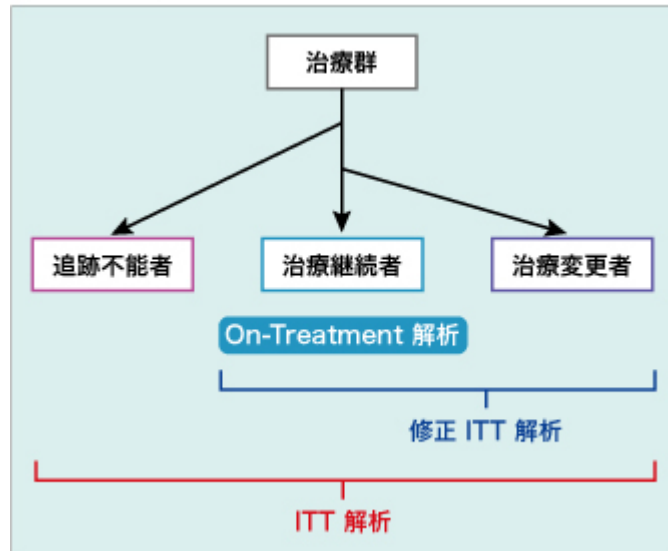 治療群
追跡不能者
治療継続者
治療変更者
On-Treatment 解析
修正 ITT 解析
ITT 解析